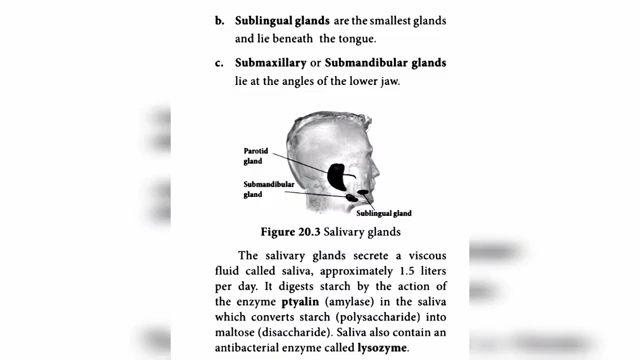 b. Sublingual glands are the smallest glands
and lie beneath the tongue.
c. Submaxillary or Submandibular glands
lie at the angles of the lower jaw.
Parotid
gland
Submandibular
gland
Sublingual gland
Figure 20.3 Salivary glands
The salivary glands secrete a viscous
fluid called saliva, approximately 1.5 liters
per day. It digests starch by the action of
the enzyme ptyalin (amylase) in the saliva
which converts starch (polysaccharide) into
maltose (disaccharide). Saliva also contain an
antibacterial enzyme called lysozyme.